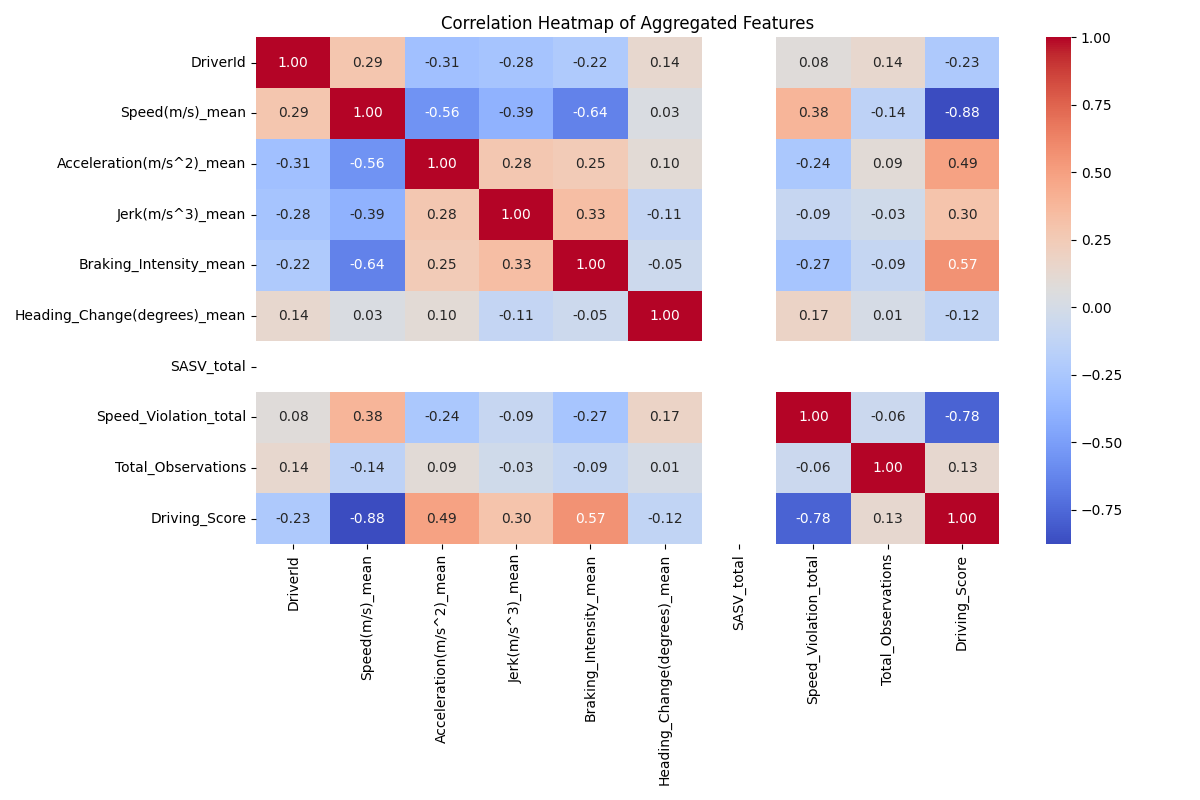 Correlation Heatmap of Aggregated Features
DriverId 1.00 0.29 -0.31 -0.28 -0.22 0.14 0.08 0.14 -0.23
Speed(m/s)_mean 0.29 1.00 -0.56 -0.39 -0.64 0.03 0.38 -0.14 -0.88
Acceleration(m/s^2)_mean -0.31 -0.56 1.00 0.28 0.25 0.10 -0.24 0.09 0.49
Jerk(m/s^3)_mean -0.28 -0.39 0.28 1.00 0.33 -0.11 -0.09 -0.03 0.30
Braking_Intensity_mean -0.22 -0.64 0.25 0.33 1.00 -0.05 -0.27 -0.09 0.57
Heading_Change(degrees)_mean 0.14 0.03 0.10 -0.11 -0.05 1.00 0.17 0.01 -0.12
SASV_total
Speed_Violation_total 0.08 0.38 -0.24 -0.09 -0.27 0.17 1.00 -0.06 -0.78
Total_Observations 0.14 -0.14 0.09 -0.03 -0.09 0.01 -0.06 1.00 0.13
Driving_Score -0.23 -0.88 0.49 0.30 0.57 -0.12 -0.78 0.13 1.00
DriverId
Speed(m/s)_mean
Acceleration(m/s^2)_mean
Jerk(m/s^3)_mean
Braking_Intensity_mean
Heading_Change(degrees)_mean
SASV_total
Speed_Violation_total
Total_Observations
Driving_Score
1.00
0.75
0.50
0.25
0.00
−0.25
−0.50
−0.75